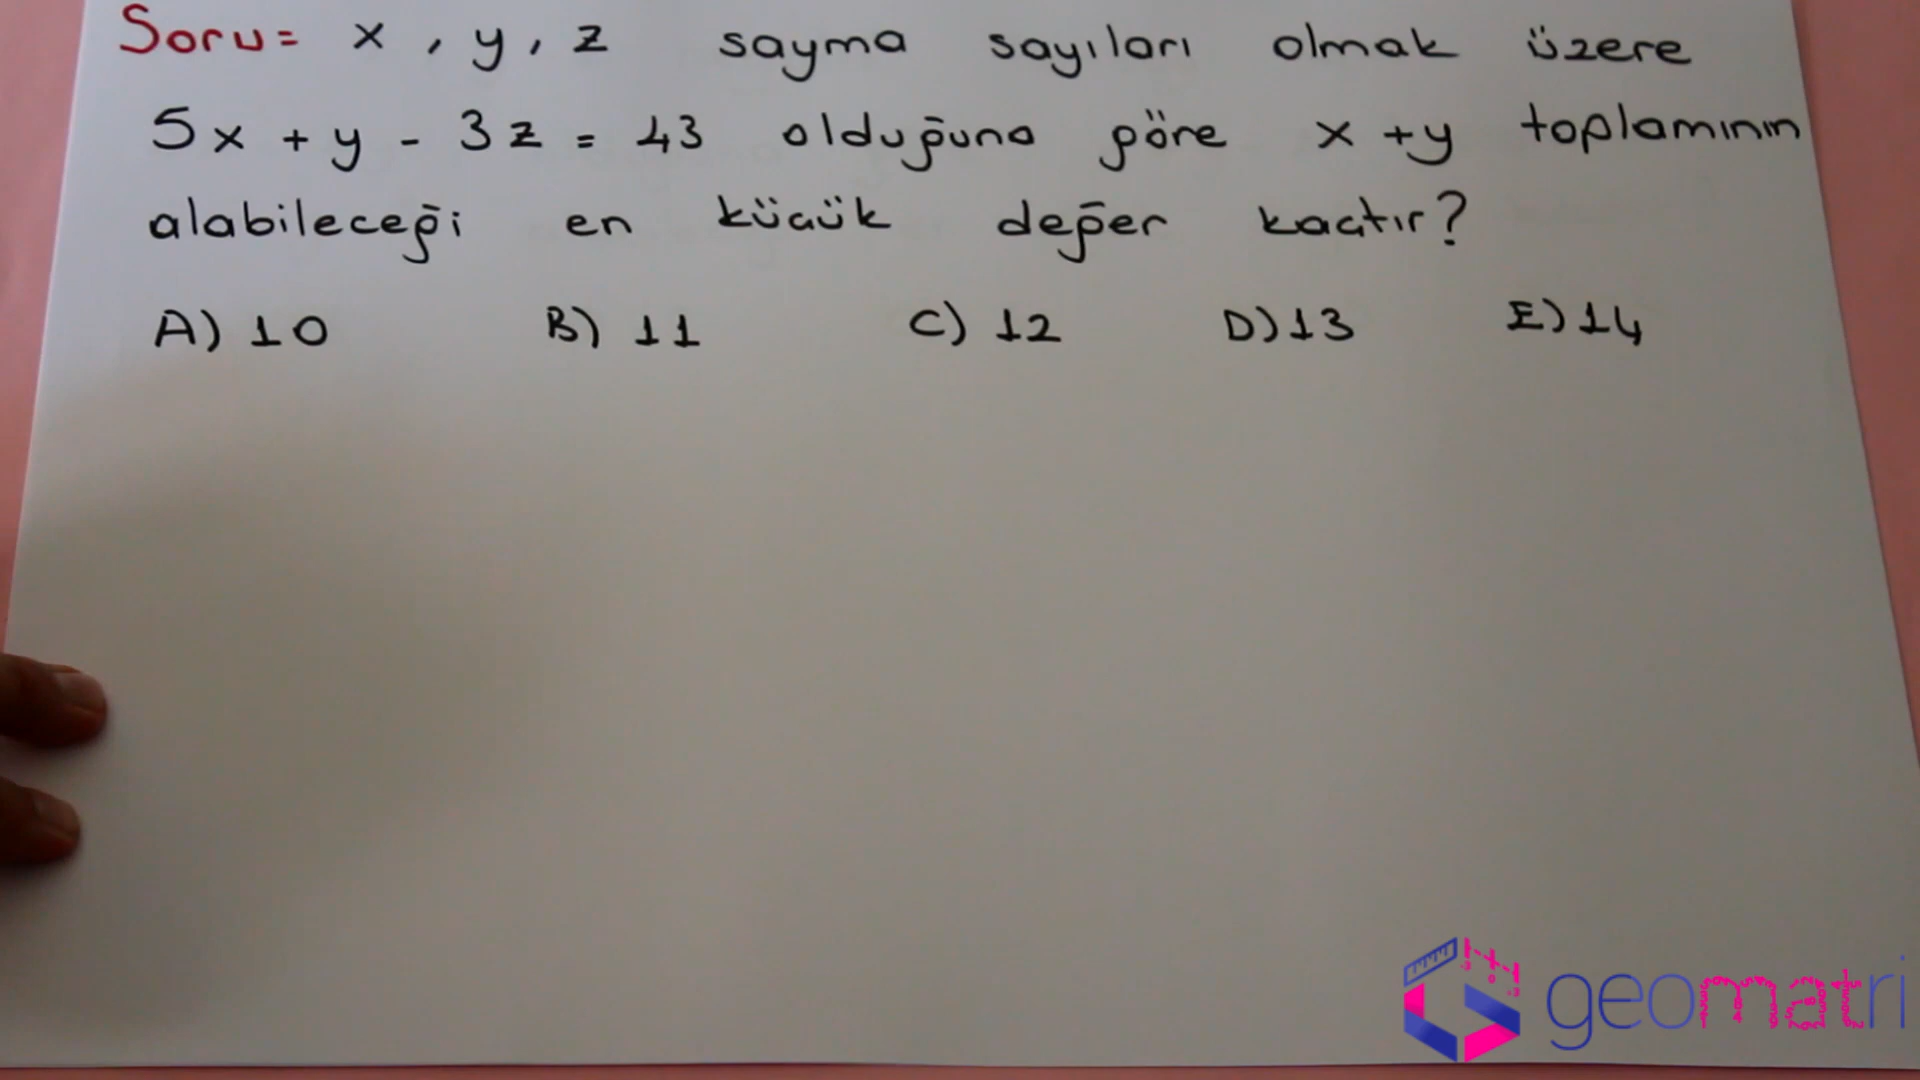 Soru= x , y , z sayma sayıları olmak üzere
5x + y - 3z = 43 olduğuna göre x +y toplamının
alabileceği en küçük değer kaçtır?
A) 10 B) 11 C) 12 D) 13 E) 14
geomatri